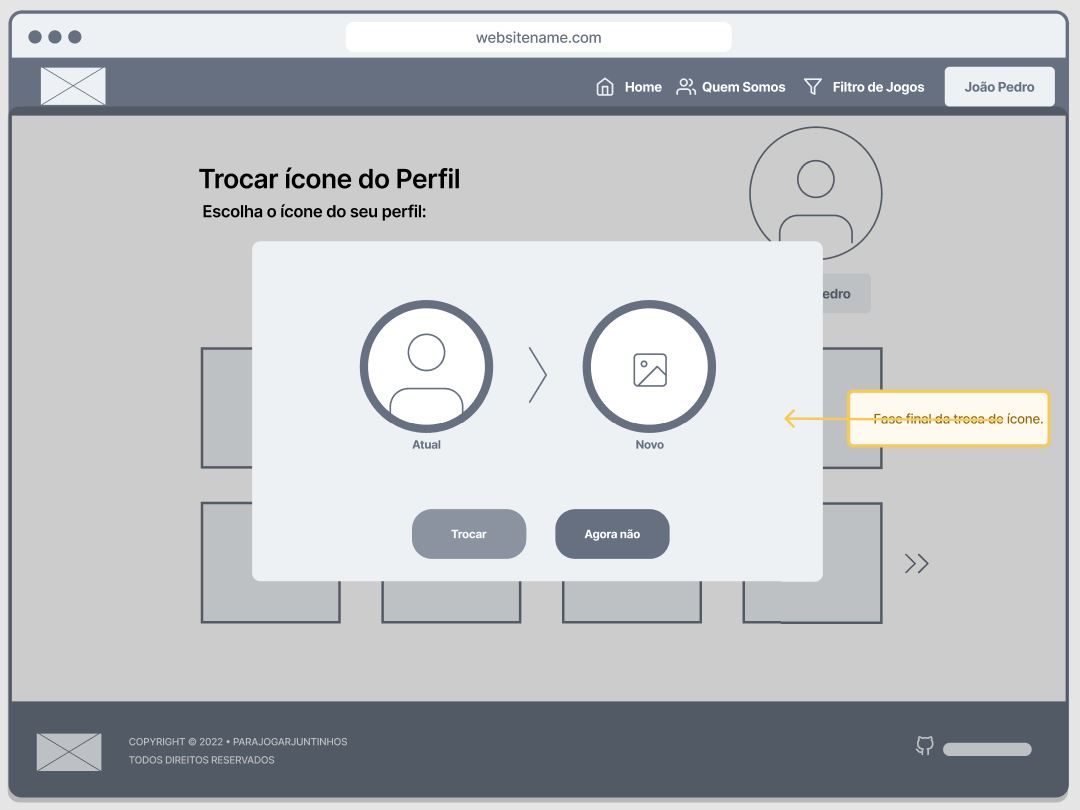 websitename.com
Home
Quem Somos
Filtro de Jogos
João Pedro
Trocar ícone do Perfil
Escolha o ícone do seu perfil:
edro
Fase final da troca de ícone.
Atual
Novo
Trocar
Agora não
COPYRIGHT © 2022 • PARAJOGARJUNTINHOS
TODOS DIREITOS RESERVADOS